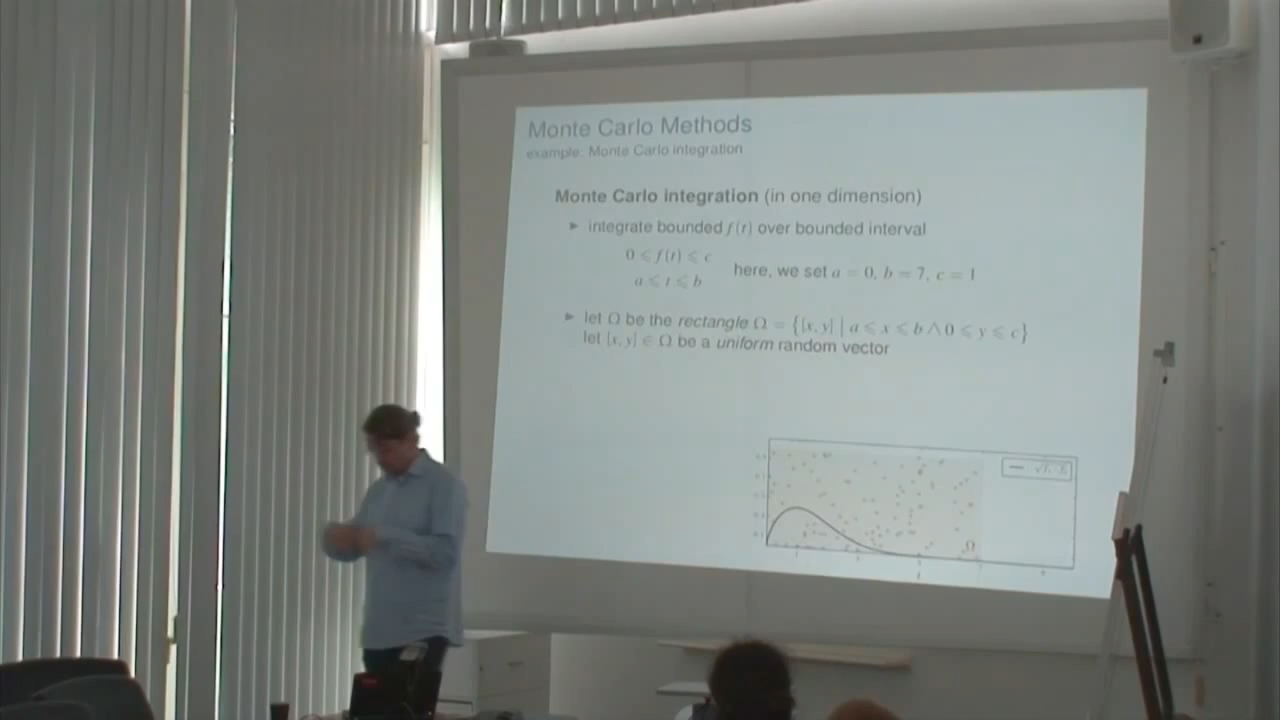 Monte Carlo Methods
example: Monte Carlo integration
Monte Carlo integration (in one dimension)
► integrate bounded f(t) over bounded interval
0 ⩽ f(t) ⩽ c
a ⩽ t ⩽ b
here, we set a = 0, b = 7, c = 1
► let Ω be the rectangle Ω = {[x, y] | a ⩽ x ⩽ b ∧ 0 ⩽ y ⩽ c}
let [x, y] ∈ Ω be a uniform random vector
Ω